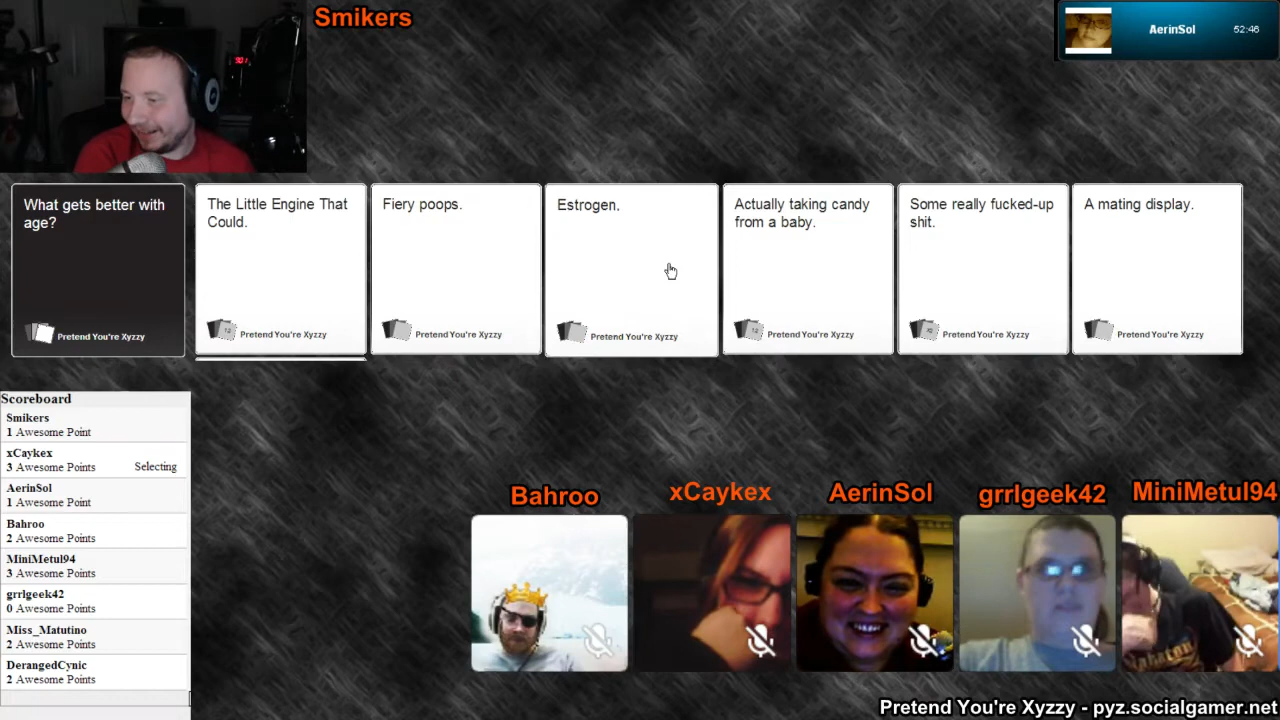 Smikers
AerinSol
52:46
What gets better with
age?
Pretend You're Xyzzy
The Little Engine That
Could.
Pretend You're Xyzzy
Fiery poops.
Pretend You're Xyzzy
Estrogen.
Pretend You're Xyzzy
Actually taking candy
from a baby.
Pretend You're Xyzzy
Some really fucked-up
shit.
Pretend You're Xyzzy
A mating display.
Pretend You're Xyzzy
Scoreboard
Smikers
1 Awesome Point
xCaykex
3 Awesome Points Selecting
AerinSol
1 Awesome Point
Bahroo
2 Awesome Points
MiniMetul94
3 Awesome Points
grrlgeek42
0 Awesome Points
Miss_Matutino
2 Awesome Points
DerangedCynic
2 Awesome Points
Bahroo
xCaykex
AerinSol
grrlgeek42
MiniMetul94
Pretend You're Xyzzy - pyz.socialgamer.net